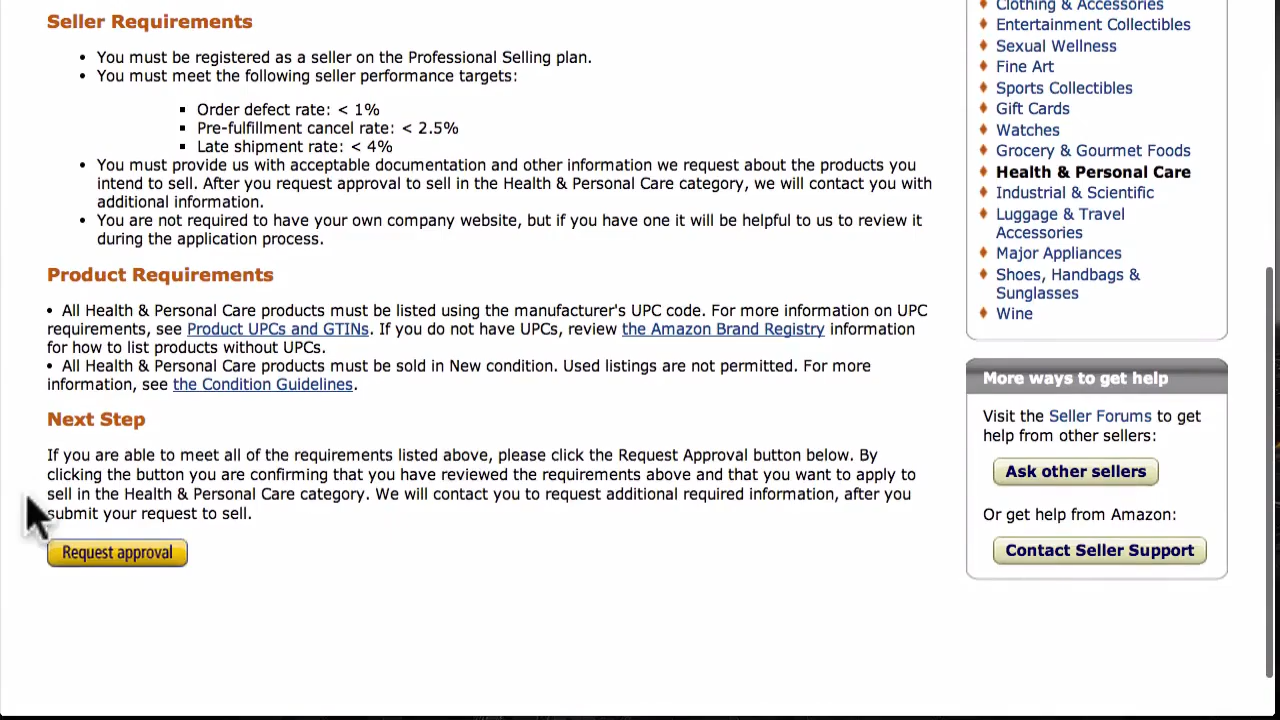 Seller Requirements
• You must be registered as a seller on the Professional Selling plan.
• You must meet the following seller performance targets:
▪ Order defect rate: < 1%
▪ Pre-fulfillment cancel rate: < 2.5%
▪ Late shipment rate: < 4%
• You must provide us with acceptable documentation and other information we request about the products you
intend to sell. After you request approval to sell in the Health & Personal Care category, we will contact you with
additional information.
• You are not required to have your own company website, but if you have one it will be helpful to us to review it
during the application process.
Product Requirements
• All Health & Personal Care products must be listed using the manufacturer's UPC code. For more information on UPC
requirements, see Product UPCs and GTINs. If you do not have UPCs, review the Amazon Brand Registry information
for how to list products without UPCs.
• All Health & Personal Care products must be sold in New condition. Used listings are not permitted. For more
information, see the Condition Guidelines.
Next Step
If you are able to meet all of the requirements listed above, please click the Request Approval button below. By
clicking the button you are confirming that you have reviewed the requirements above and that you want to apply to
sell in the Health & Personal Care category. We will contact you to request additional required information, after you
submit your request to sell.
Request approval
Clothing & Accessories
Entertainment Collectibles
Sexual Wellness
Fine Art
Sports Collectibles
Gift Cards
Watches
Grocery & Gourmet Foods
Health & Personal Care
Industrial & Scientific
Luggage & Travel
Accessories
Major Appliances
Shoes, Handbags &
Sunglasses
Wine
More ways to get help
Visit the Seller Forums to get
help from other sellers:
Ask other sellers
Or get help from Amazon:
Contact Seller Support